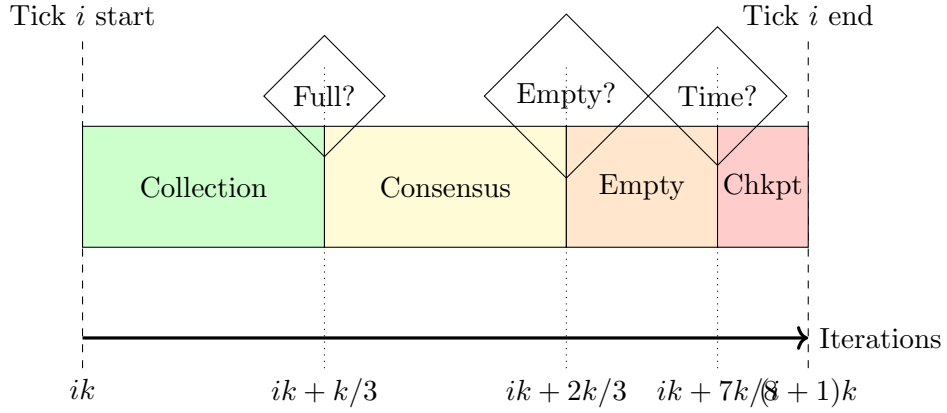 Tick i start
Tick i end
Full?
Empty?
Time?
Collection
Consensus
Empty
Chkpt
Iterations
ik
ik + k/3
ik + 2k/3
ik + 7k/8
(i + 1)k